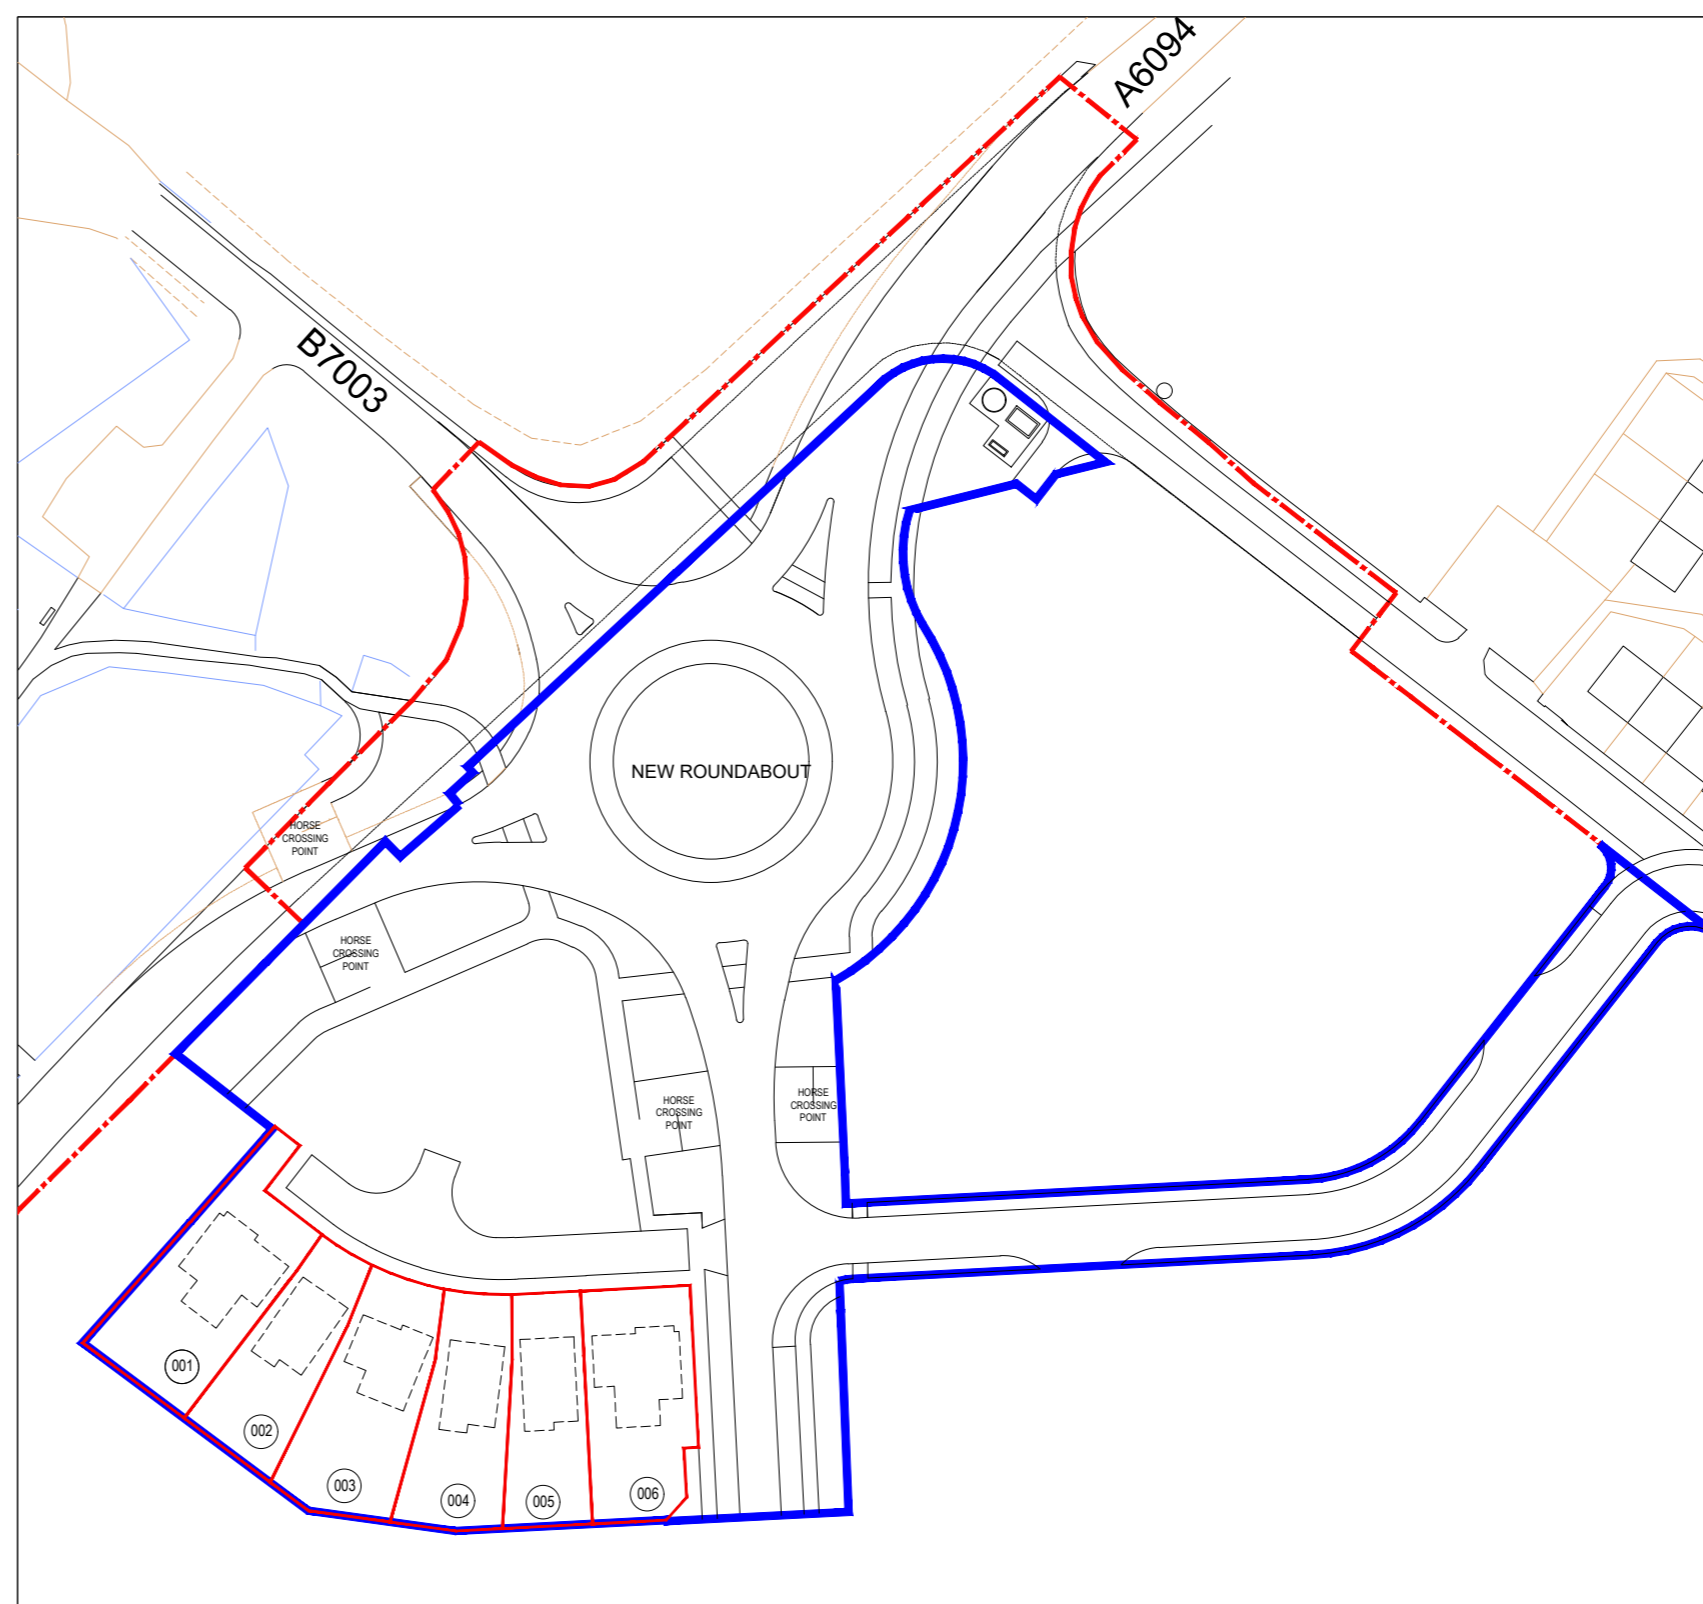 A6094
B7003
NEW ROUNDABOUT
HORSE
CROSSING
POINT
HORSE
CROSSING
POINT
HORSE
CROSSING
POINT
HORSE
CROSSING
POINT
001
002
003
004
005
006